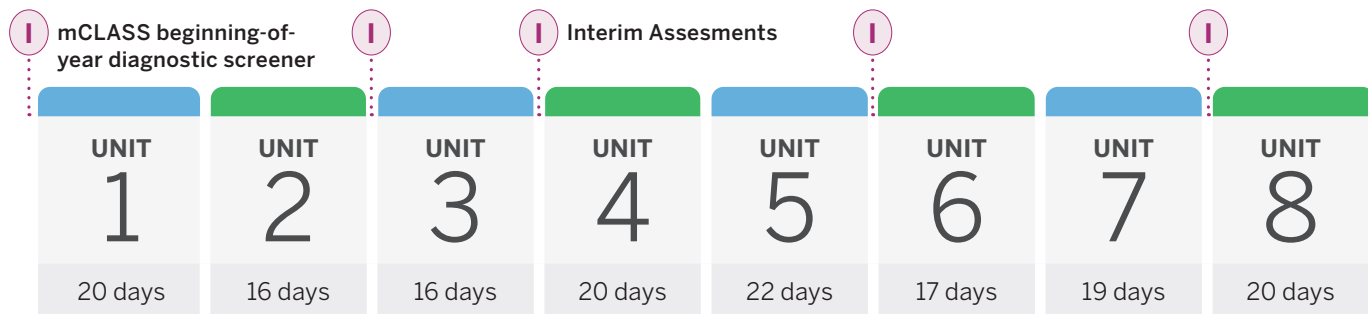 I
mCLASS beginning-of-
year diagnostic screener
I
I
Interim Assesments
I
I
UNIT
1
20 days
UNIT
2
16 days
UNIT
3
16 days
UNIT
4
20 days
UNIT
5
22 days
UNIT
6
17 days
UNIT
7
19 days
UNIT
8
20 days